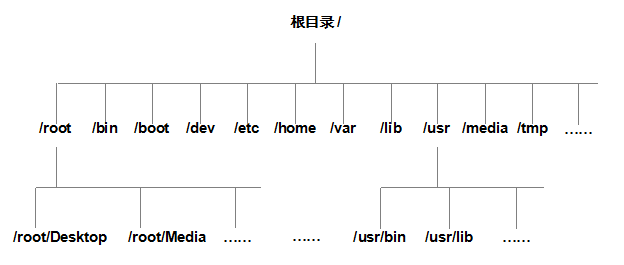 根目录 /
/root /bin /boot /dev /etc /home /var /lib /usr /media /tmp ……
/root/Desktop /root/Media …… …… /usr/bin /usr/lib ……